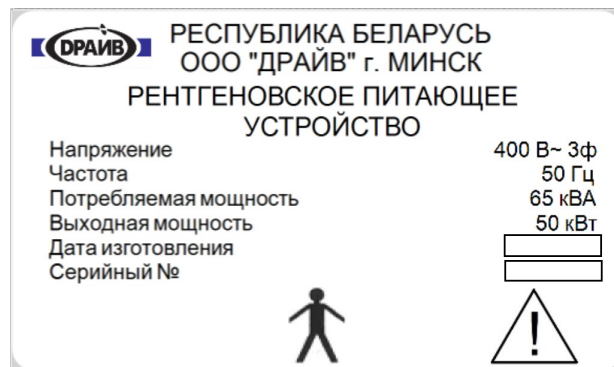 ДРАЙВ
РЕСПУБЛИКА БЕЛАРУСЬ
ООО "ДРАЙВ" г. МИНСК
РЕНТГЕНОВСКОЕ ПИТАЮЩЕЕ
УСТРОЙСТВО
Напряжение 400 В~ 3ф
Частота 50 Гц
Потребляемая мощность 65 кВА
Выходная мощность 50 кВт
Дата изготовления
Серийный №
!